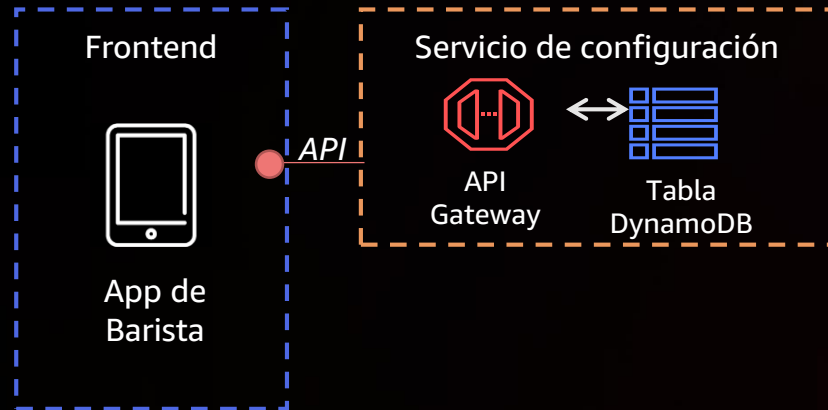 Frontend
Servicio de configuración
API
API
Gateway
Tabla
DynamoDB
App de
Barista